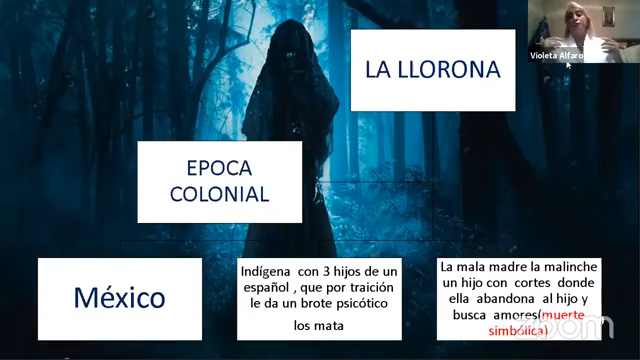 LA LLORONA
Violeta Alfaro
EPOCA
COLONIAL
México
Indígena con 3 hijos de un
español , que por traición
le da un brote psicótico
los mata
La mala madre la malinche
un hijo con cortes donde
ella abandona al hijo y
busca amores(muerte
simbólica)
zoom